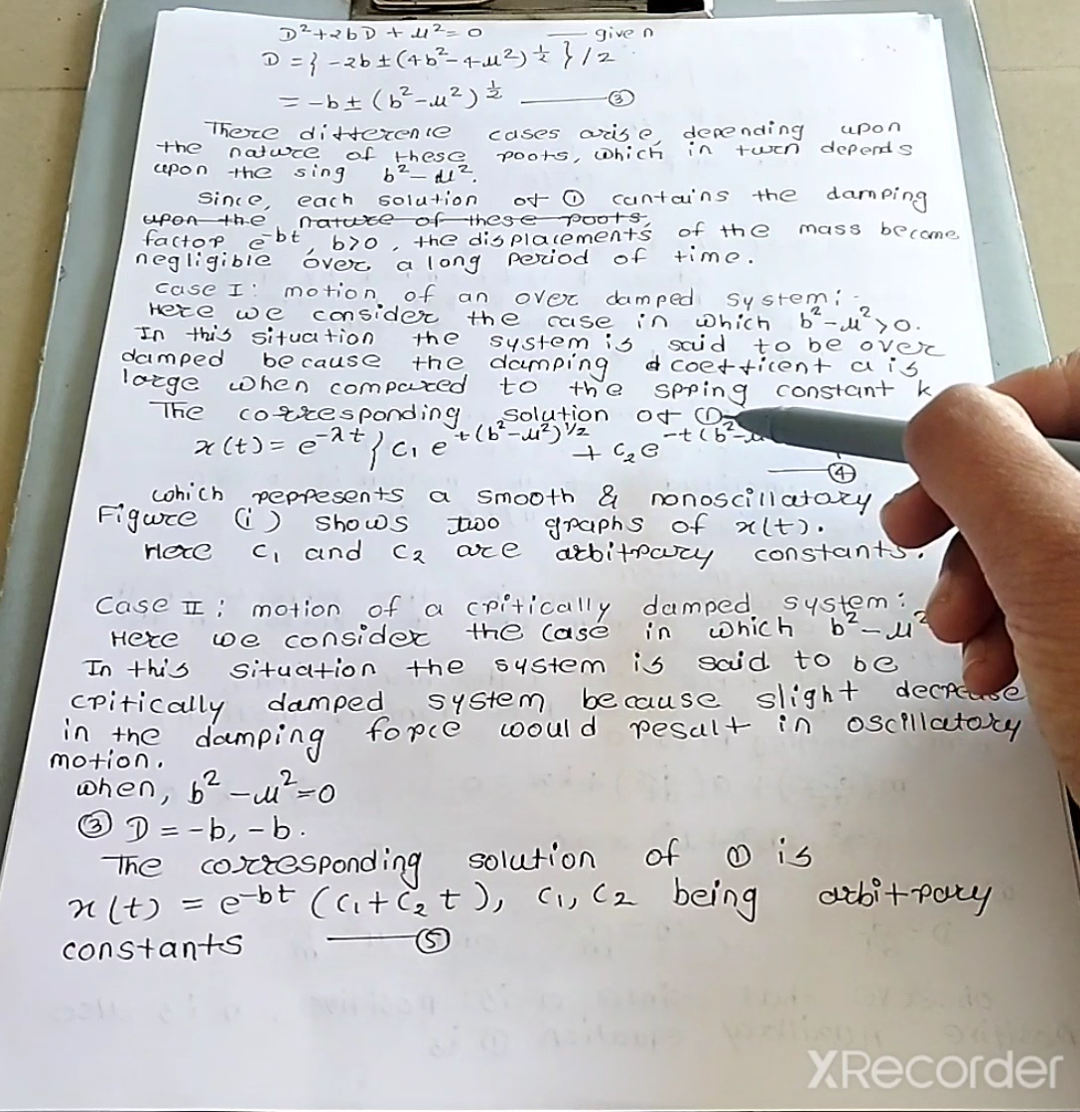 D²+2bD+μ²=0 —— given
D = { -2b ± (4b²-4μ²)^½ } / 2
= -b ± (b²-μ²)^½ ——③
There difference cases arise, depending upon
the nature of these roots, which in turn depends
upon the sing b²-μ².
Since, each solution of ① cantains the damping
upon the nature of these roots,
factor e^-bt, b>0, the displacements of the mass become
negligible over a long period of time.
Case I: motion of an over damped system:-
Here we consider the case in which b²-μ²>0.
In this situation the system is said to be over
damped because the damping coefficent a is
large when compared to the spring constant k
The corresponding solution of ①
x(t) = e^-λt { c₁ e^t(b²-μ²)^1/2 + c₂e^-t(b²-μ
——④
which represents a smooth & nonoscillatory
Figure (i) shows two graphs of x(t).
Here c₁ and c₂ are arbitrary constants.
Case II: motion of a critically damped system:
Here we consider the case in which b²-μ²
In this situation the system is said to be
critically damped system because slight decrease
in the damping force would resalt in oscillatory
motion.
when, b²-μ²=0
③ D = -b, -b.
The corresponding solution of ① is
x(t) = e^-bt (c₁+c₂t), c₁, c₂ being arbitrary
constants ——⑤
XRecorder